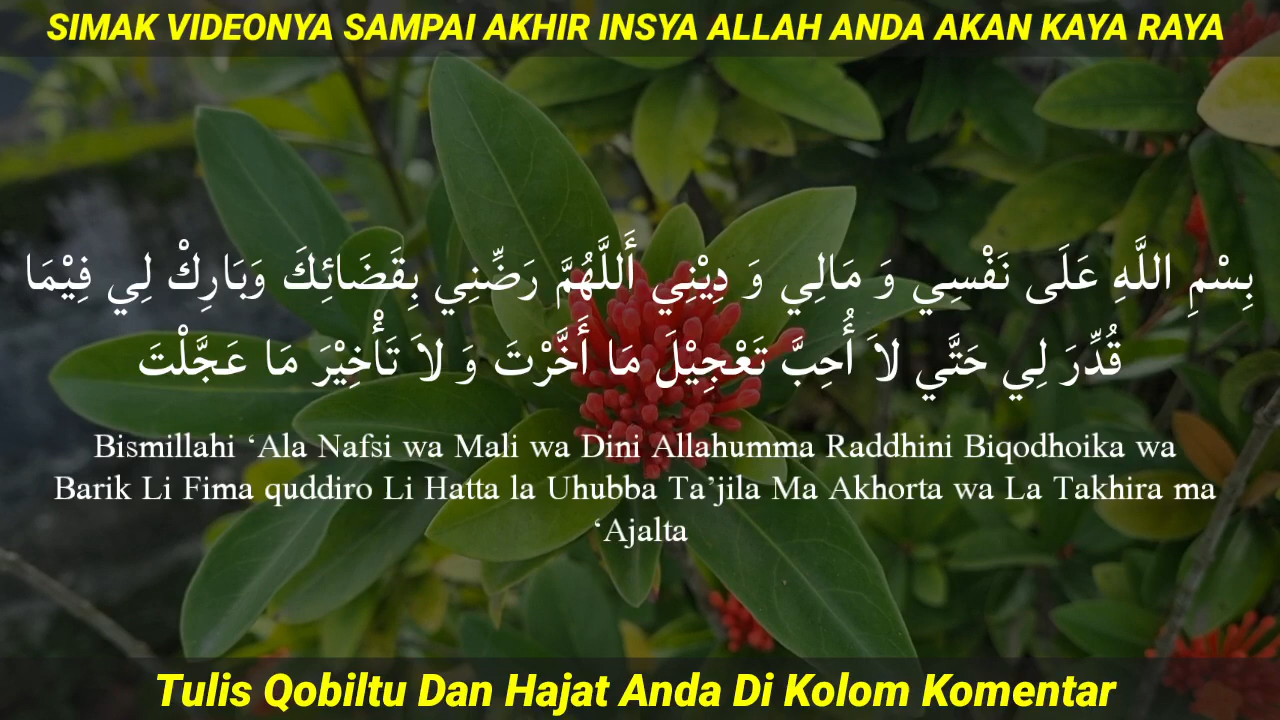 SIMAK VIDEONYA SAMPAI AKHIR INSYA ALLAH ANDA AKAN KAYA RAYA
بِسْمِ اللَّهِ عَلَى نَفْسِي وَ مَالِي وَ دِيْنِي أَللَّهُمَّ رَضِّنِي بِقَضَائِكَ وَبَارِكْ لِي فِيْمَا
قُدِّرَ لِي حَتَّي لاَ أُحِبَّ تَعْجِيْلَ مَا أَخَّرْتَ وَ لاَ تَأْخِيْرَ مَا عَجَّلْتَ
Bismillahi ‘Ala Nafsi wa Mali wa Dini Allahumma Raddhini Biqodhoika wa
Barik Li Fima quddiro Li Hatta la Uhubba Ta’jila Ma Akhorta wa La Takhira ma
‘Ajalta
Tulis Qobiltu Dan Hajat Anda Di Kolom Komentar